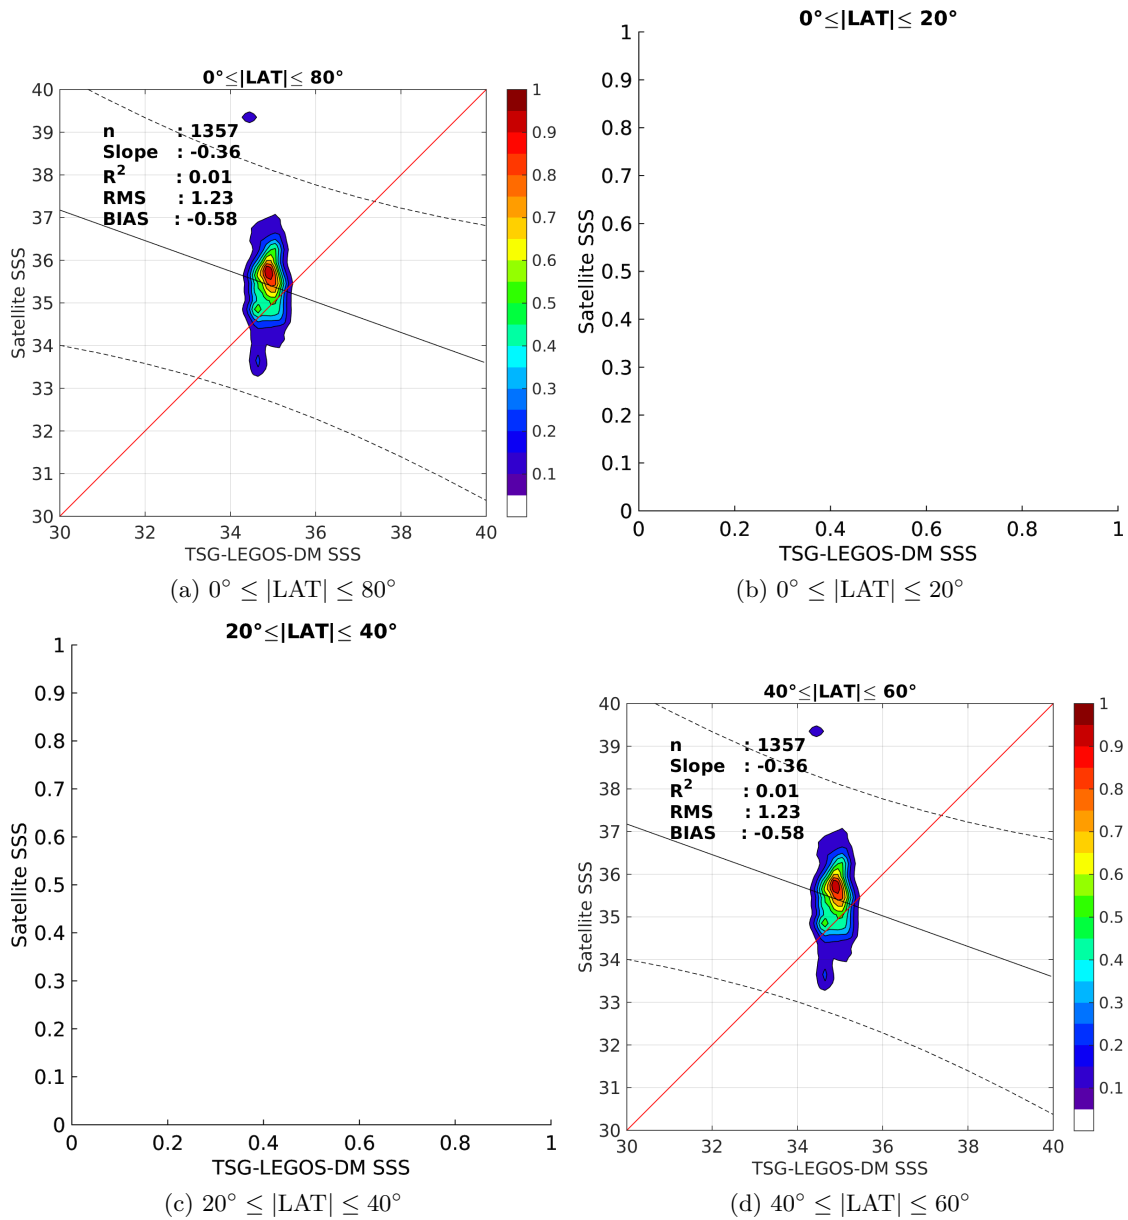 0°≤|LAT|≤ 80°
40
39
38
37
36
35
34
33
32
31
30
Satellite SSS
n : 1357
Slope : -0.36
R² : 0.01
RMS : 1.23
BIAS : -0.58
30 32 34 36 38 40
TSG-LEGOS-DM SSS
1
0.9
0.8
0.7
0.6
0.5
0.4
0.3
0.2
0.1
(a) 0° ≤ |LAT| ≤ 80°
0°≤|LAT|≤ 20°
1
0.9
0.8
0.7
0.6
0.5
0.4
0.3
0.2
0.1
0
Satellite SSS
0 0.2 0.4 0.6 0.8 1
TSG-LEGOS-DM SSS
(b) 0° ≤ |LAT| ≤ 20°
20°≤|LAT|≤ 40°
1
0.9
0.8
0.7
0.6
0.5
0.4
0.3
0.2
0.1
0
Satellite SSS
0 0.2 0.4 0.6 0.8 1
TSG-LEGOS-DM SSS
(c) 20° ≤ |LAT| ≤ 40°
40°≤|LAT|≤ 60°
40
39
38
37
36
35
34
33
32
31
30
Satellite SSS
n : 1357
Slope : -0.36
R² : 0.01
RMS : 1.23
BIAS : -0.58
30 32 34 36 38 40
TSG-LEGOS-DM SSS
1
0.9
0.8
0.7
0.6
0.5
0.4
0.3
0.2
0.1
(d) 40° ≤ |LAT| ≤ 60°